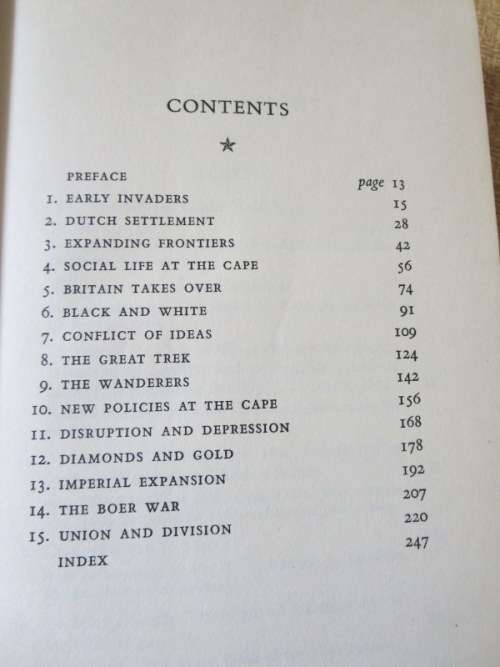 CONTENTS
PREFACE page 13
1. EARLY INVADERS 15
2. DUTCH SETTLEMENT 28
3. EXPANDING FRONTIERS 42
4. SOCIAL LIFE AT THE CAPE 56
5. BRITAIN TAKES OVER 74
6. BLACK AND WHITE 91
7. CONFLICT OF IDEAS 109
8. THE GREAT TREK 124
9. THE WANDERERS 142
10. NEW POLICIES AT THE CAPE 156
11. DISRUPTION AND DEPRESSION 168
12. DIAMONDS AND GOLD 178
13. IMPERIAL EXPANSION 192
14. THE BOER WAR 207
15. UNION AND DIVISION 220
INDEX 247